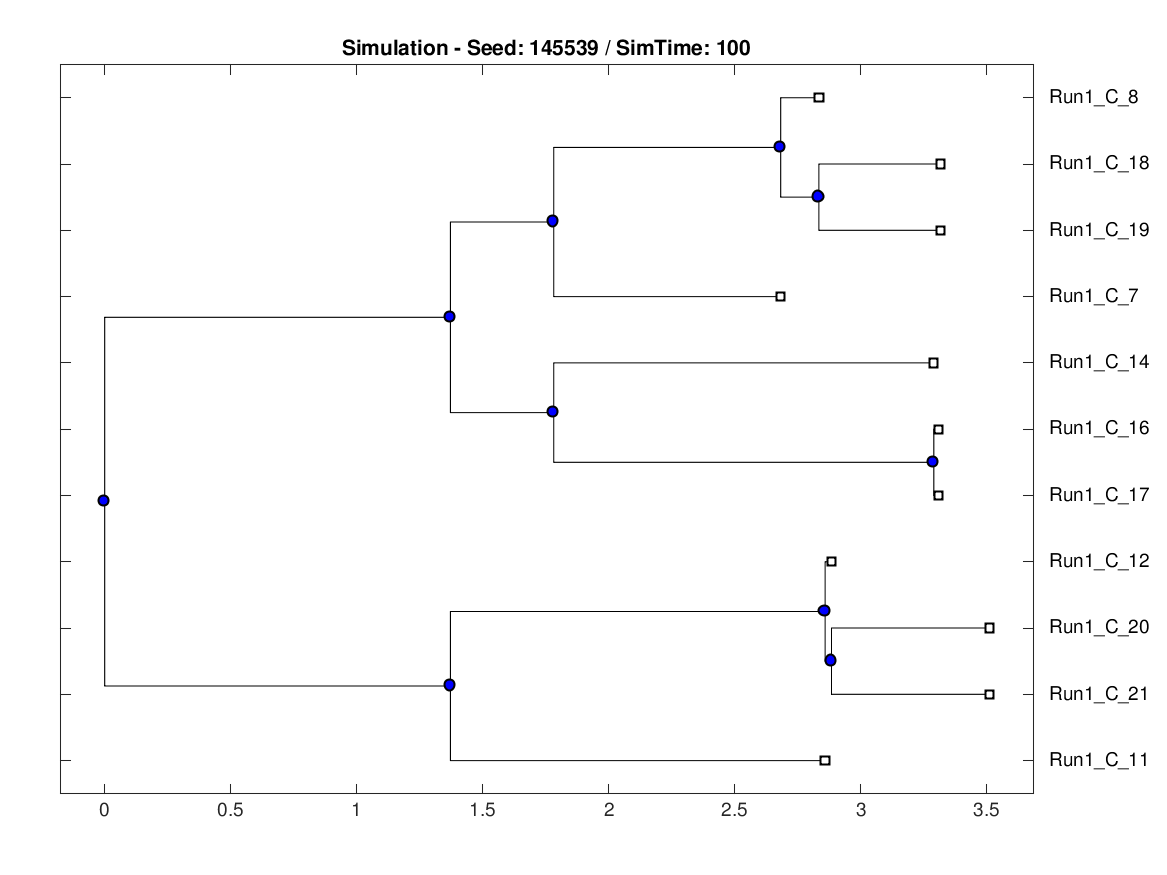 Simulation - Seed: 145539 / SimTime: 100
Run1_C_8
Run1_C_18
Run1_C_19
Run1_C_7
Run1_C_14
Run1_C_16
Run1_C_17
Run1_C_12
Run1_C_20
Run1_C_21
Run1_C_11
0 0.5 1 1.5 2 2.5 3 3.5